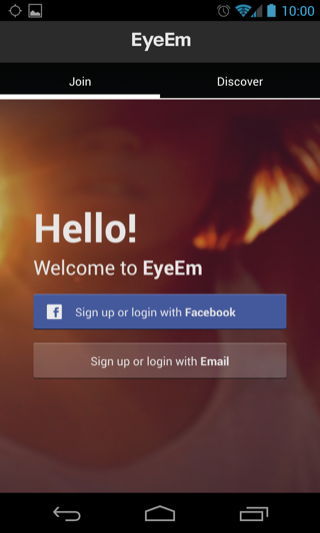 10:00
EyeEm
Join
Discover
Hello!
Welcome to EyeEm
f Sign up or login with Facebook
Sign up or login with Email